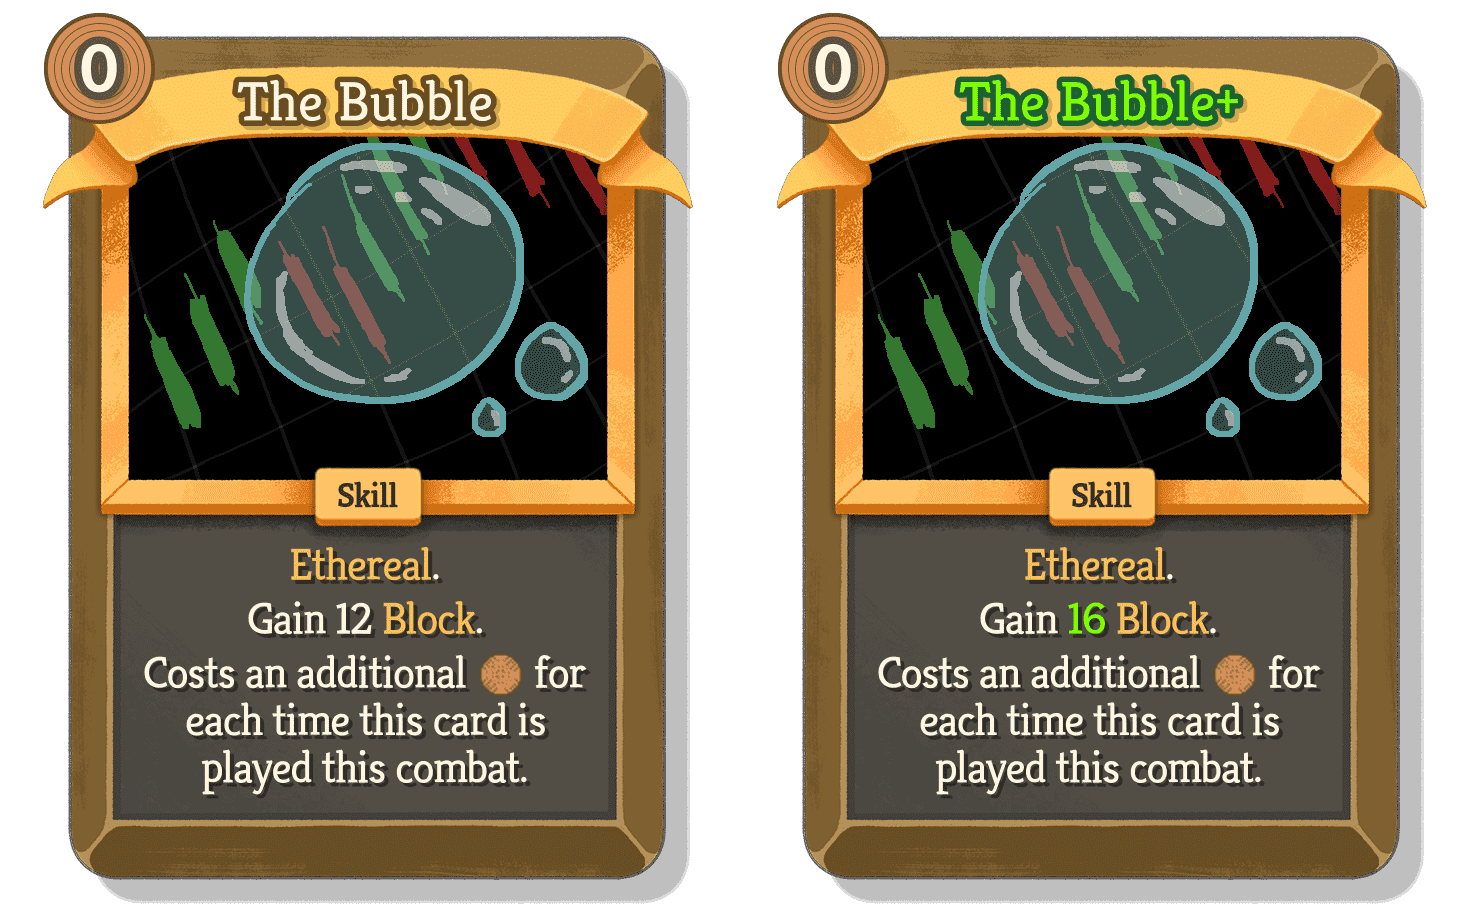 0
The Bubble
Skill
Ethereal.
Gain 12 Block.
Costs an additional for
each time this card is
played this combat.
0
The Bubble+
Skill
Ethereal.
Gain 16 Block.
Costs an additional for
each time this card is
played this combat.